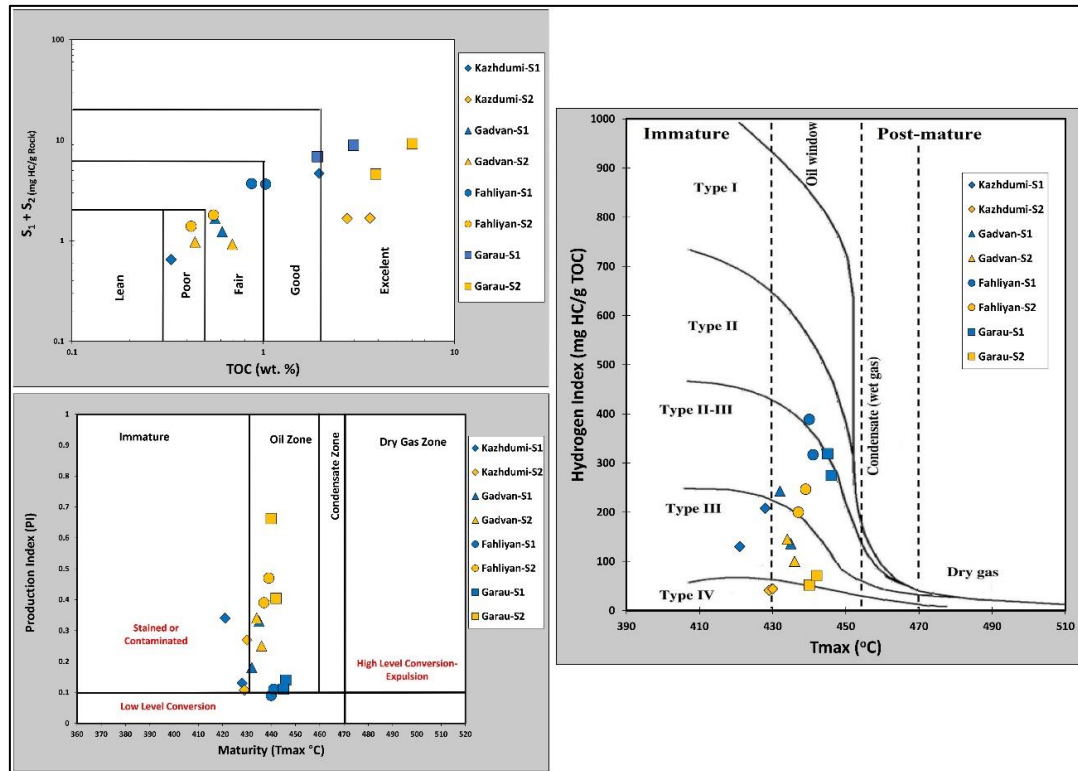 100
10
1
0.1
0.1
1
10
S1 + S2 (mg HC/g Rock)
TOC (wt. %)
Lean
Poor
Fair
Good
Excelent
Kazhdumi-S1
Kazdumi-S2
Gadvan-S1
Gadvan-S2
Fahliyan-S1
Fahliyan-S2
Garau-S1
Garau-S2
1
0.9
0.8
0.7
0.6
0.5
0.4
0.3
0.2
0.1
0
360 370 380 390 400 410 420 430 440 450 460 470 480 490 500 510 520
Production Index (PI)
Maturity (Tmax °C)
Immature
Oil Zone
Condensate Zone
Dry Gas Zone
Stained or
Contaminated
High Level Conversion-
Expulsion
Low Level Conversion
Kazhdumi-S1
Kazhdumi-S2
Gadvan-S1
Gadvan-S2
Fahliyan-S1
Fahliyan-S2
Garau-S1
Garau-S2
1000
900
800
700
600
500
400
300
200
100
0
390 410 430 450 470 490 510
Hydrogen Index (mg HC/g TOC)
Tmax (°C)
Immature
Oil window
Post-mature
Type I
Type II
Type II-III
Type III
Type IV
Condensate (wet gas)
Dry gas
Kazhdumi-S1
Kazhdumi-S2
Gadvan-S1
Gadvan-S2
Fahliyan-S1
Fahliyan-S2
Garau-S1
Garau-S2